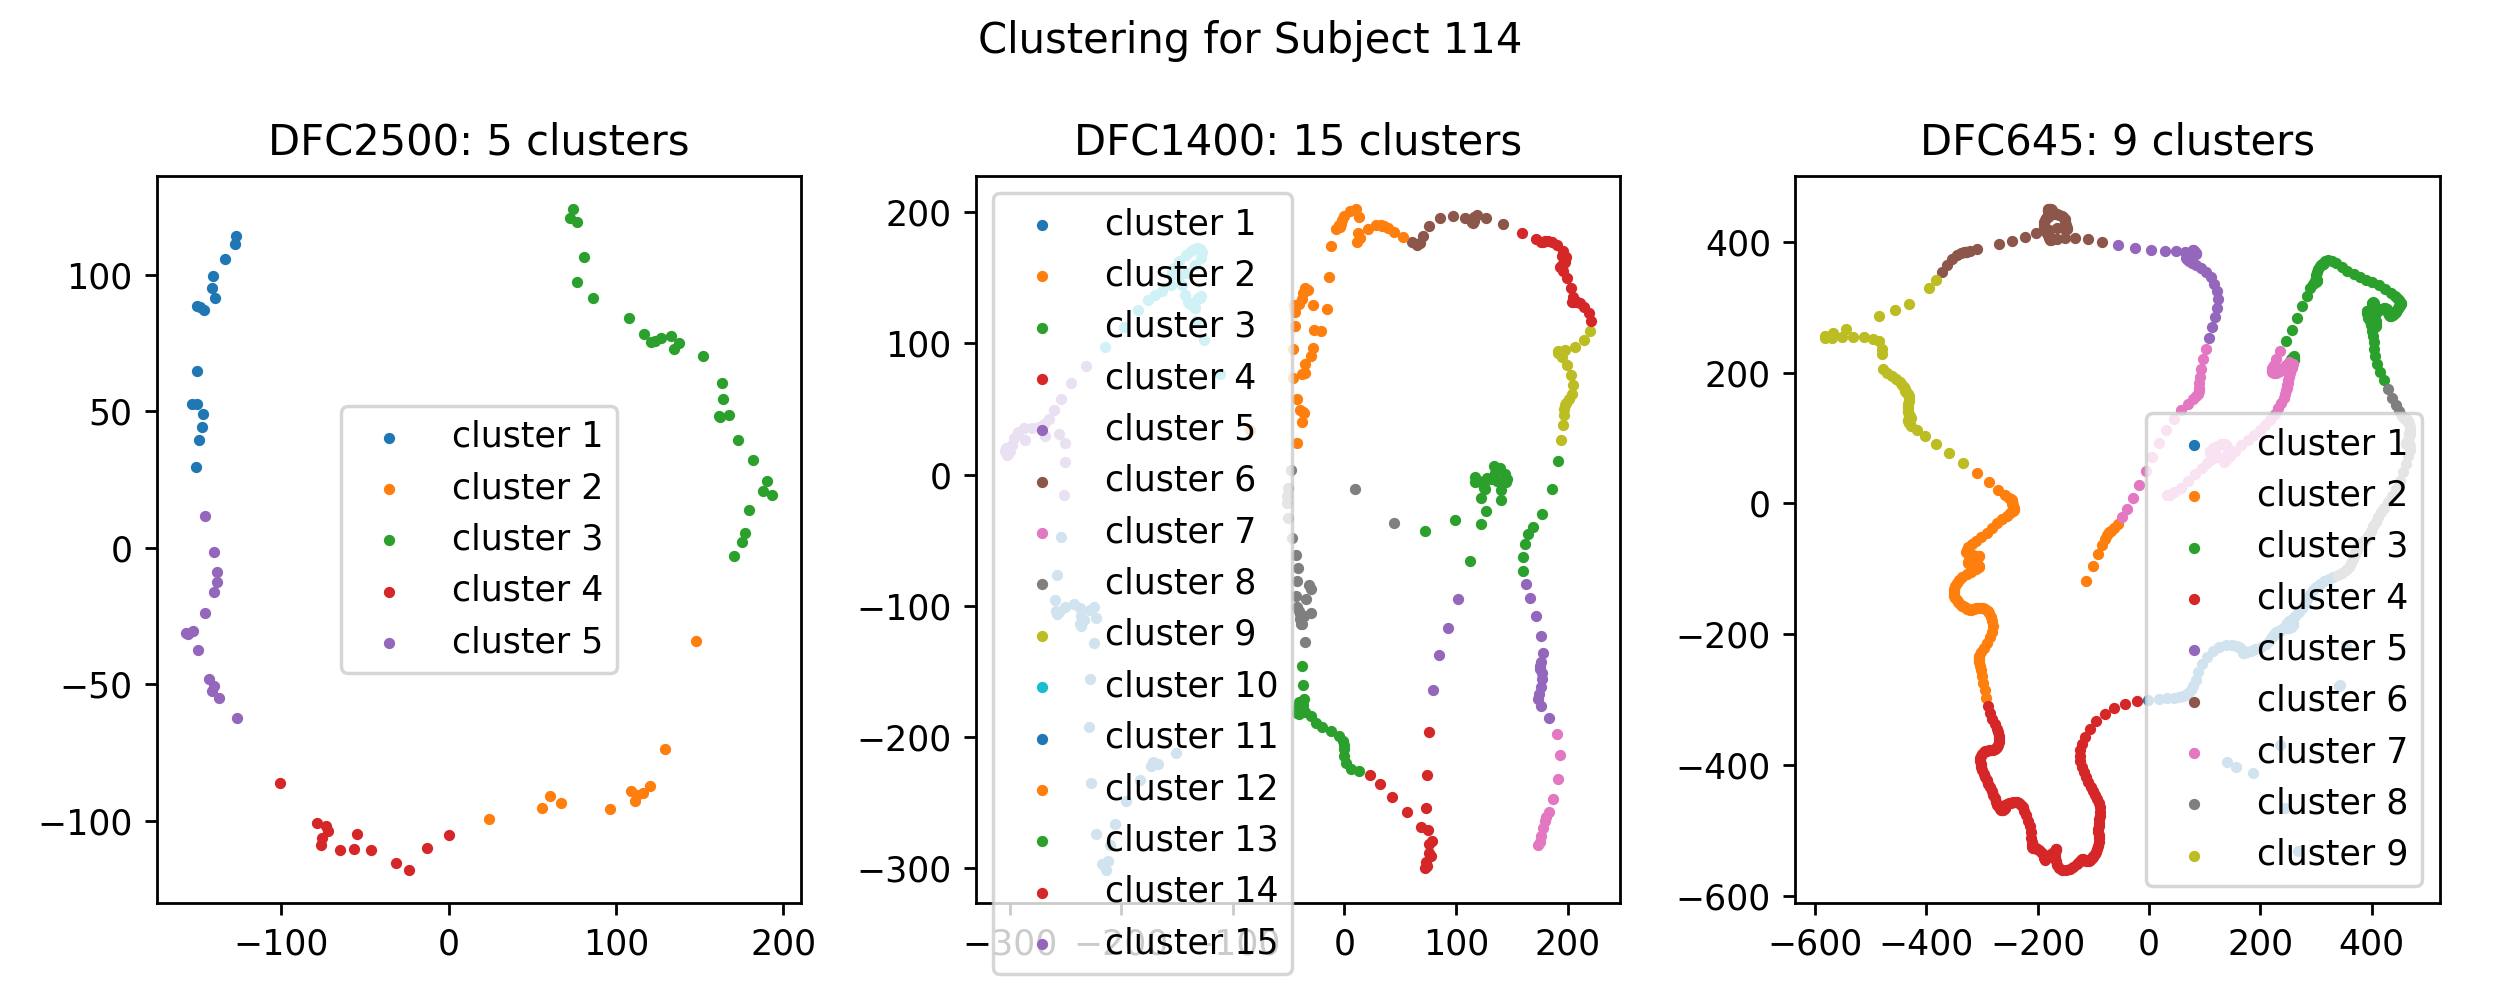 Clustering for Subject 114
DFC2500: 5 clusters
100
50
0
−50
−100
−100
0
100
200
cluster 1
cluster 2
cluster 3
cluster 4
cluster 5
DFC1400: 15 clusters
200
100
0
−100
−200
−300
−300
−200
−100
0
100
200
cluster 1
cluster 2
cluster 3
cluster 4
cluster 5
cluster 6
cluster 7
cluster 8
cluster 9
cluster 10
cluster 11
cluster 12
cluster 13
cluster 14
cluster 15
DFC645: 9 clusters
400
200
0
−200
−400
−600
−600
−400
−200
0
200
400
cluster 1
cluster 2
cluster 3
cluster 4
cluster 5
cluster 6
cluster 7
cluster 8
cluster 9